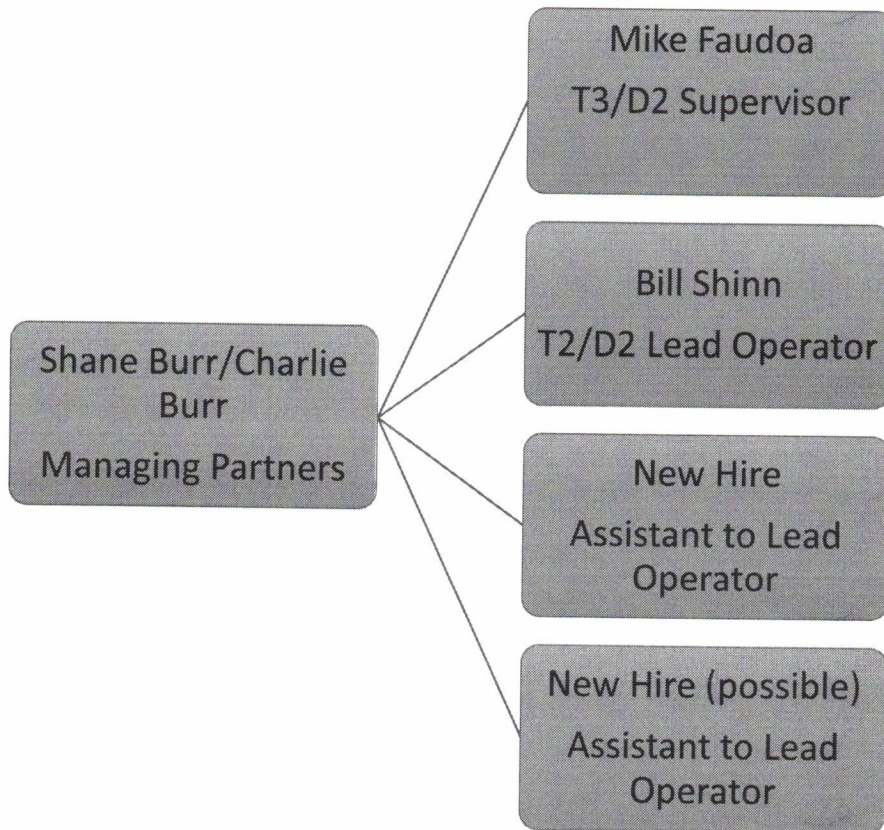 Mike Faudoa
T3/D2 Supervisor
Bill Shinn
T2/D2 Lead Operator
Shane Burr/Charlie
Burr
Managing Partners
New Hire
Assistant to Lead
Operator
New Hire (possible)
Assistant to Lead
Operator